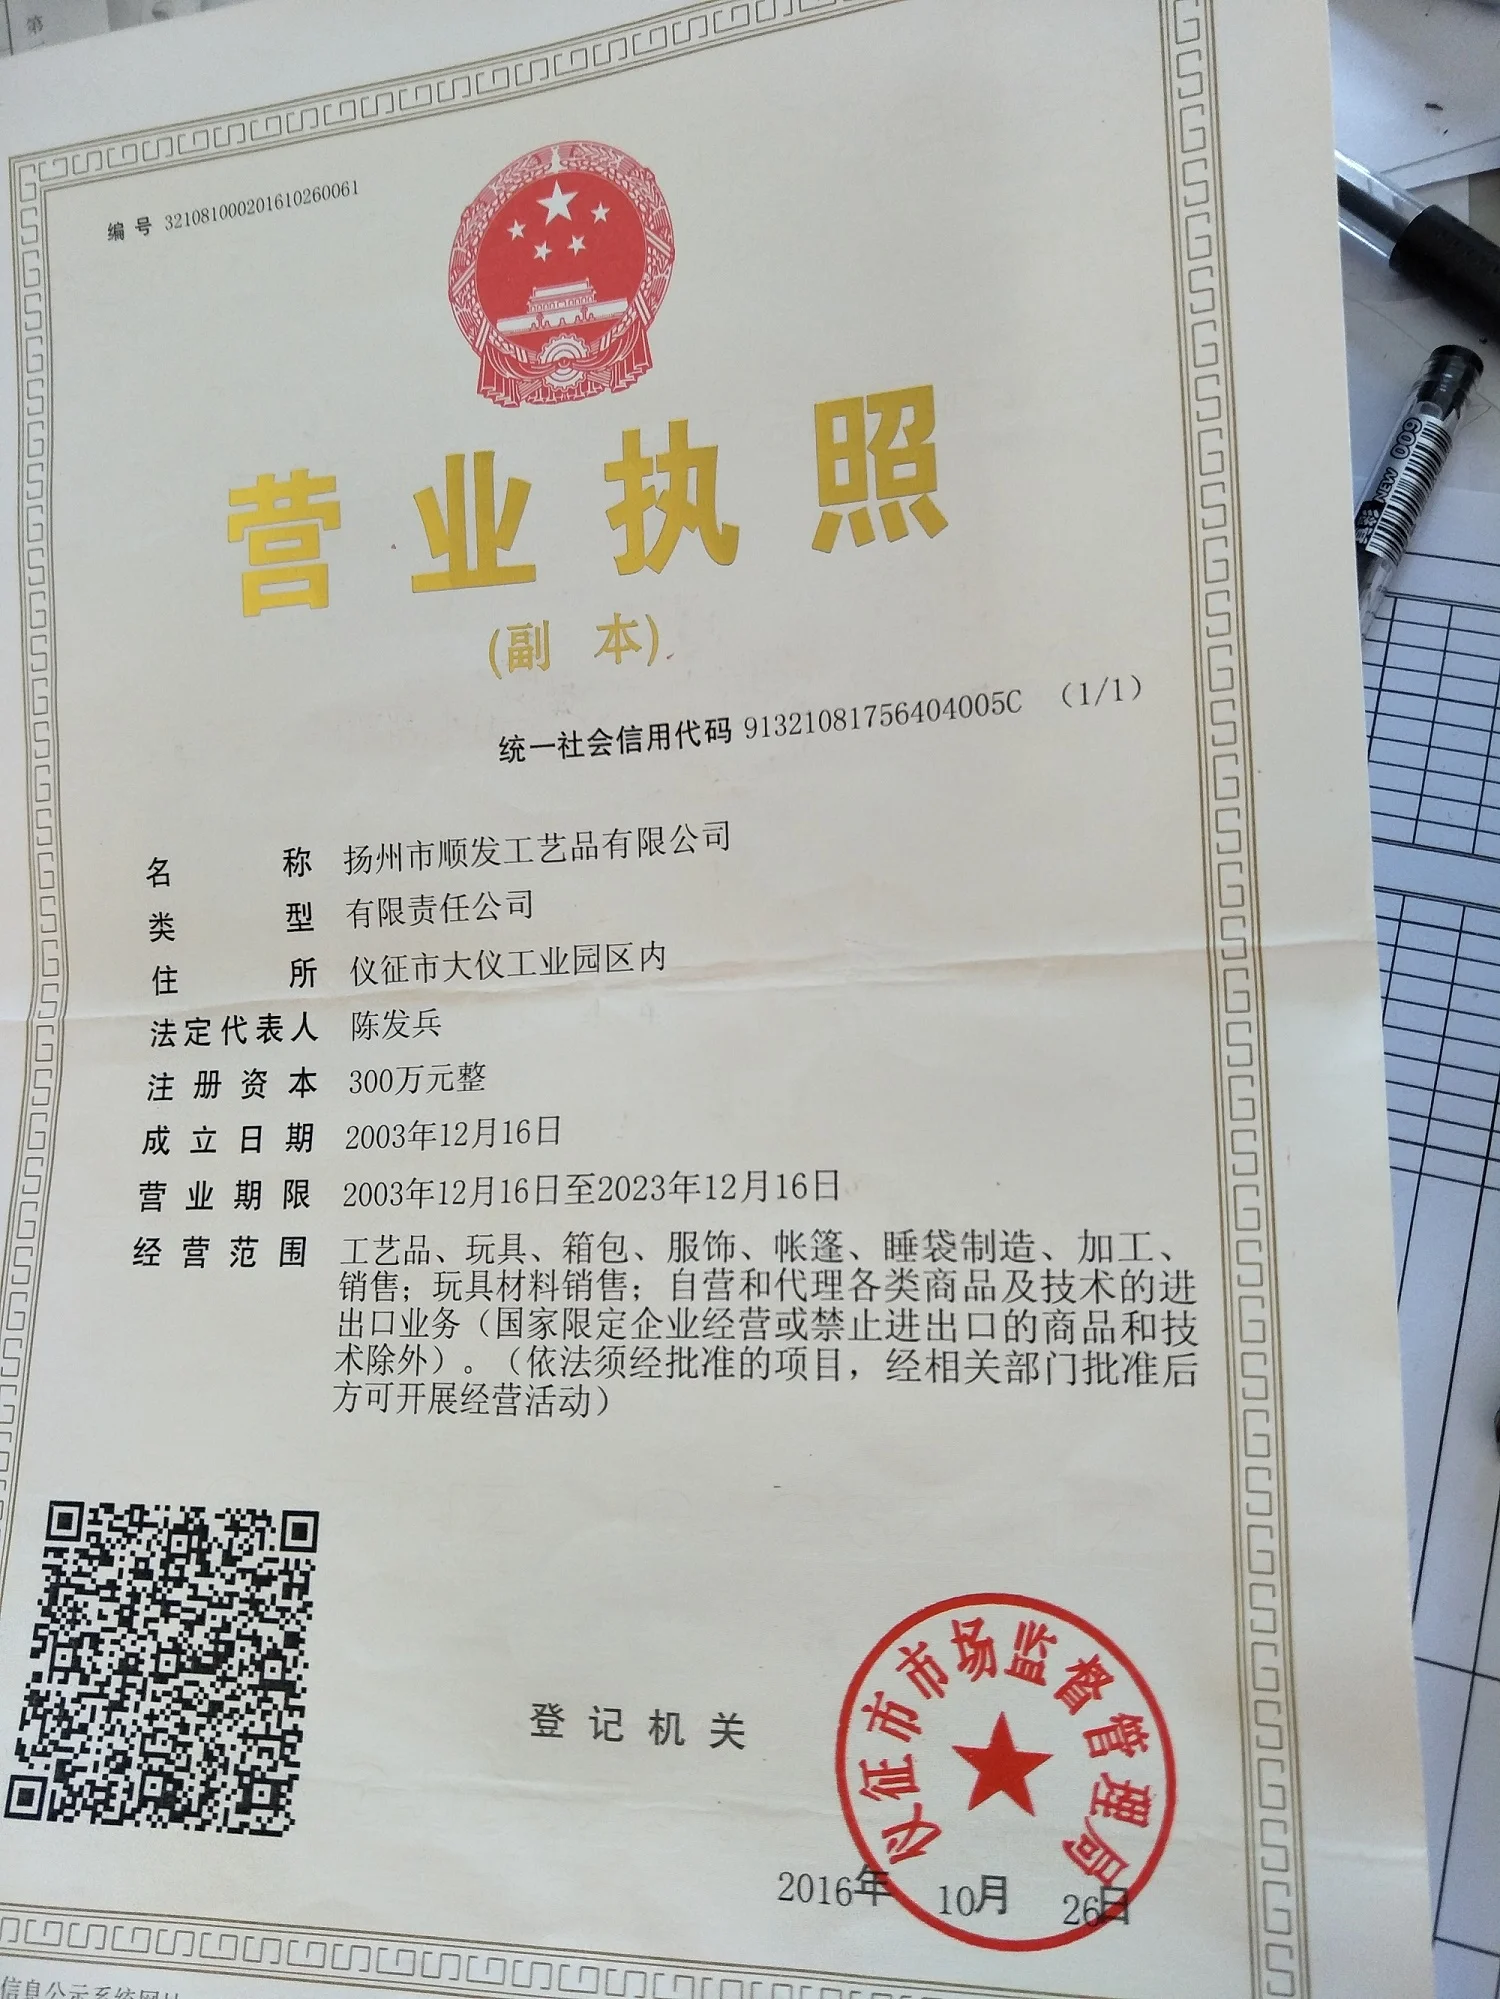 第
编号 321081000201610260061
营业执照
(副 本)
统一社会信用代码 91321081756404005C （1/1）
名称 扬州市顺发工艺品有限公司
类型 有限责任公司
住所 仪征市大仪工业园区内
法定代表人 陈发兵
注册资本 300万元整
成立日期 2003年12月16日
营业期限 2003年12月16日至2023年12月16日
经营范围 工艺品、玩具、箱包、服饰、帐篷、睡袋制造、加工、
销售；玩具材料销售；自营和代理各类商品及技术的进
出口业务（国家限定企业经营或禁止进出口的商品和技
术除外）。（依法须经批准的项目，经相关部门批准后
方可开展经营活动）
登记机关
仪征市市场监督管理局
2016年 10月 26日
信息公示系统网址
NEW 009